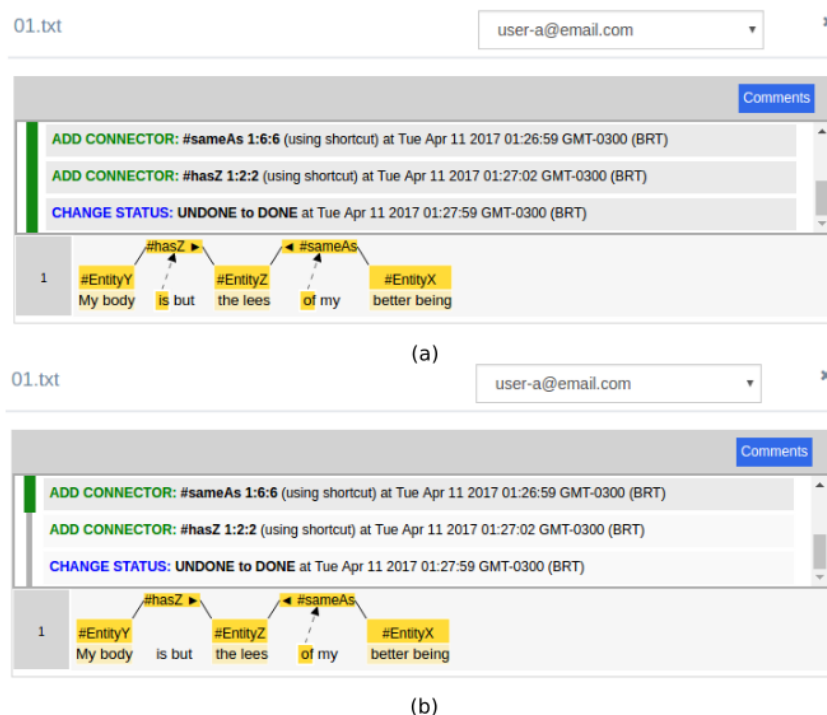 01.txt
user-a@email.com
Comments
ADD CONNECTOR: #sameAs 1:6:6 (using shortcut) at Tue Apr 11 2017 01:26:59 GMT-0300 (BRT)
ADD CONNECTOR: #hasZ 1:2:2 (using shortcut) at Tue Apr 11 2017 01:27:02 GMT-0300 (BRT)
CHANGE STATUS: UNDONE to DONE at Tue Apr 11 2017 01:27:59 GMT-0300 (BRT)
#hasZ ► ◄ #sameAs
1 #EntityY #EntityZ #EntityX
My body is but the lees of my better being
(a)
01.txt
user-a@email.com
Comments
ADD CONNECTOR: #sameAs 1:6:6 (using shortcut) at Tue Apr 11 2017 01:26:59 GMT-0300 (BRT)
ADD CONNECTOR: #hasZ 1:2:2 (using shortcut) at Tue Apr 11 2017 01:27:02 GMT-0300 (BRT)
CHANGE STATUS: UNDONE to DONE at Tue Apr 11 2017 01:27:59 GMT-0300 (BRT)
#hasZ ► ◄ #sameAs
1 #EntityY #EntityZ #EntityX
My body is but the lees of my better being
(b)